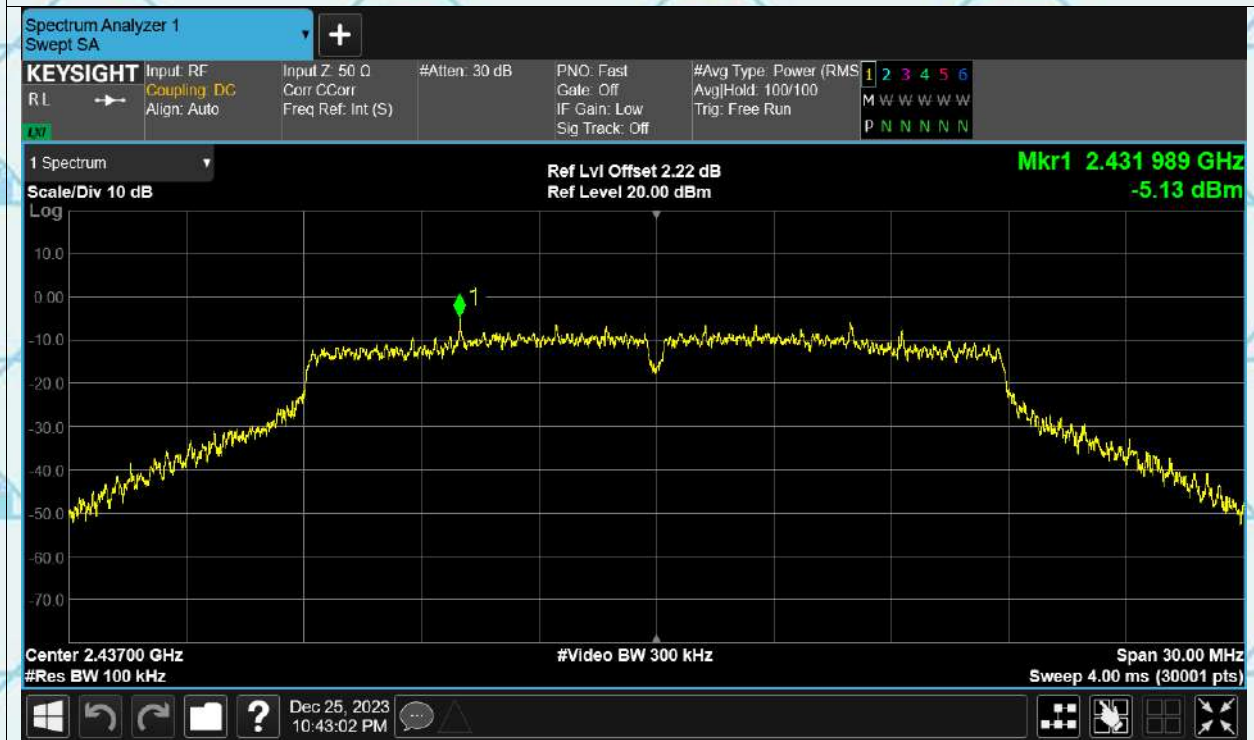 Spectrum Analyzer 1
Swept SA
+
KEYSIGHT
RL
LXI
Input: RF
Coupling: DC
Align: Auto
Input Z: 50 Ω
Corr CCorr
Freq Ref: Int (S)
#Atten: 30 dB
PNO: Fast
Gate: Off
IF Gain: Low
Sig Track: Off
#Avg Type: Power (RMS
Avg|Hold: 100/100
Trig: Free Run
1 2 3 4 5 6
M W W W W W
P N N N N N
1 Spectrum
Scale/Div 10 dB
Log
Ref Lvl Offset 2.22 dB
Ref Level 20.00 dBm
Mkr1 2.431 989 GHz
-5.13 dBm
10.0
0.00
-10.0
-20.0
-30.0
-40.0
-50.0
-60.0
-70.0
1
Center 2.43700 GHz
#Res BW 100 kHz
#Video BW 300 kHz
Span 30.00 MHz
Sweep 4.00 ms (30001 pts)
?
Dec 25, 2023
10:43:02 PM